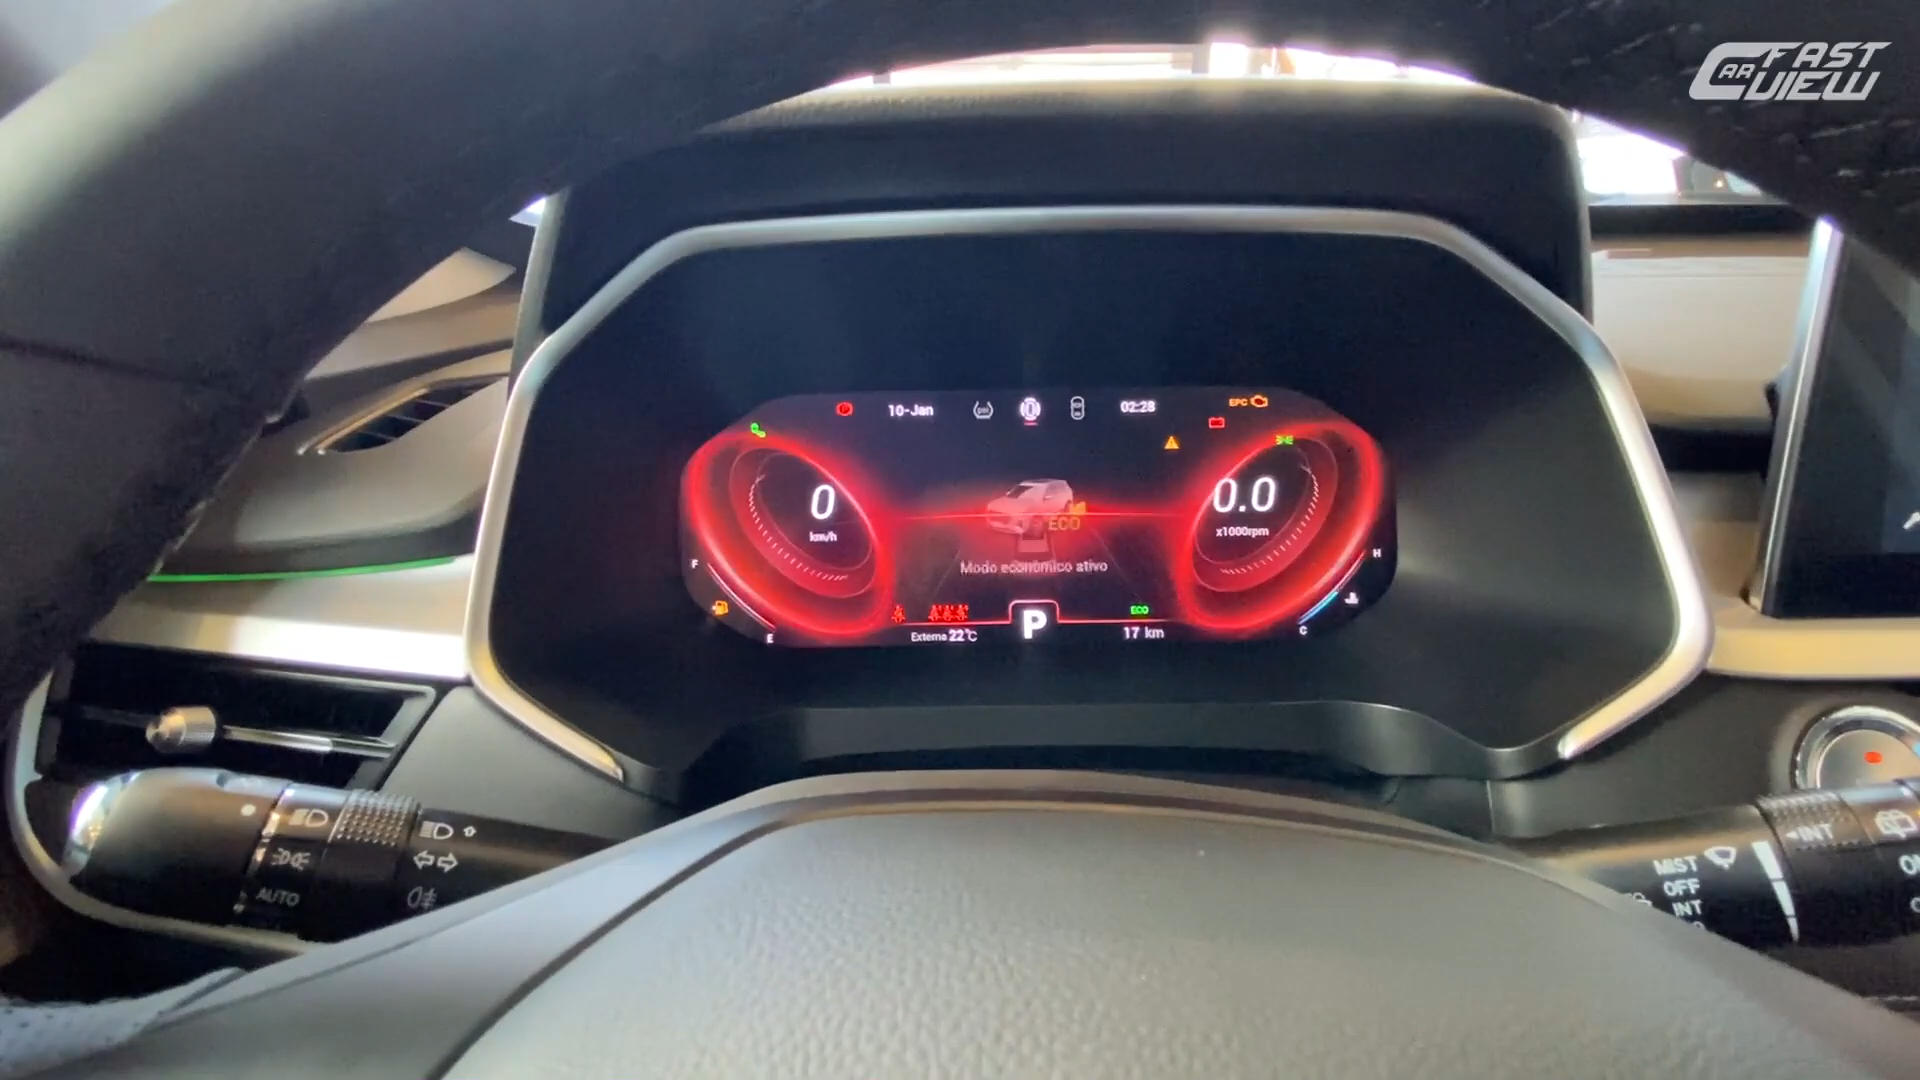 CAR FAST VIEW
10-Jan
02:28
EPC
0
km/h
0.0
x1000rpm
ECO
Modo econômico ativo
F
E
H
C
ECO
Externa 22°C
P
17 km
AUTO
INT
MIST
OFF
INT